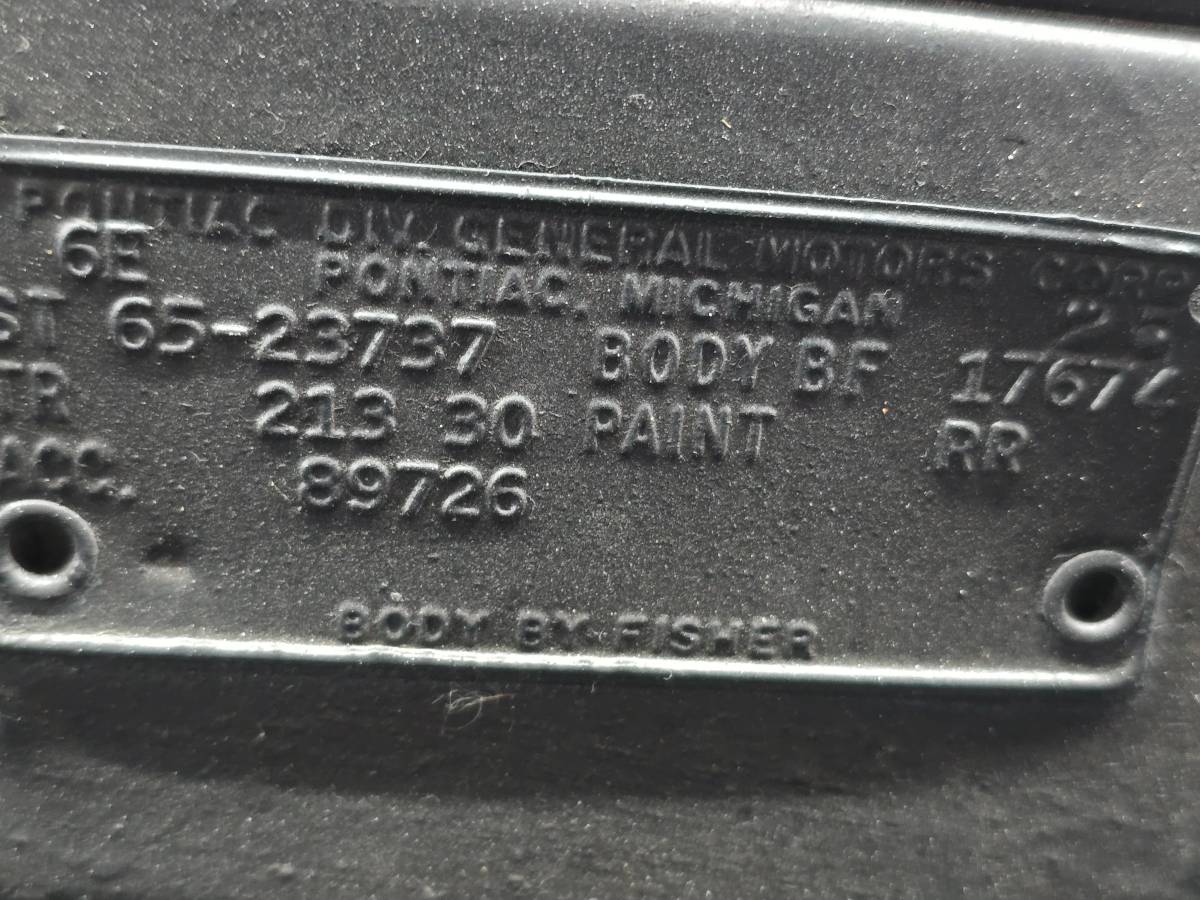 PONTIAC DIV. GENERAL MOTORS CORP
6E PONTIAC, MICHIGAN
ST 65-23737 BODY BF 17674
TR 213 30 PAINT RR
ACC. 89726
BODY BY FISHER